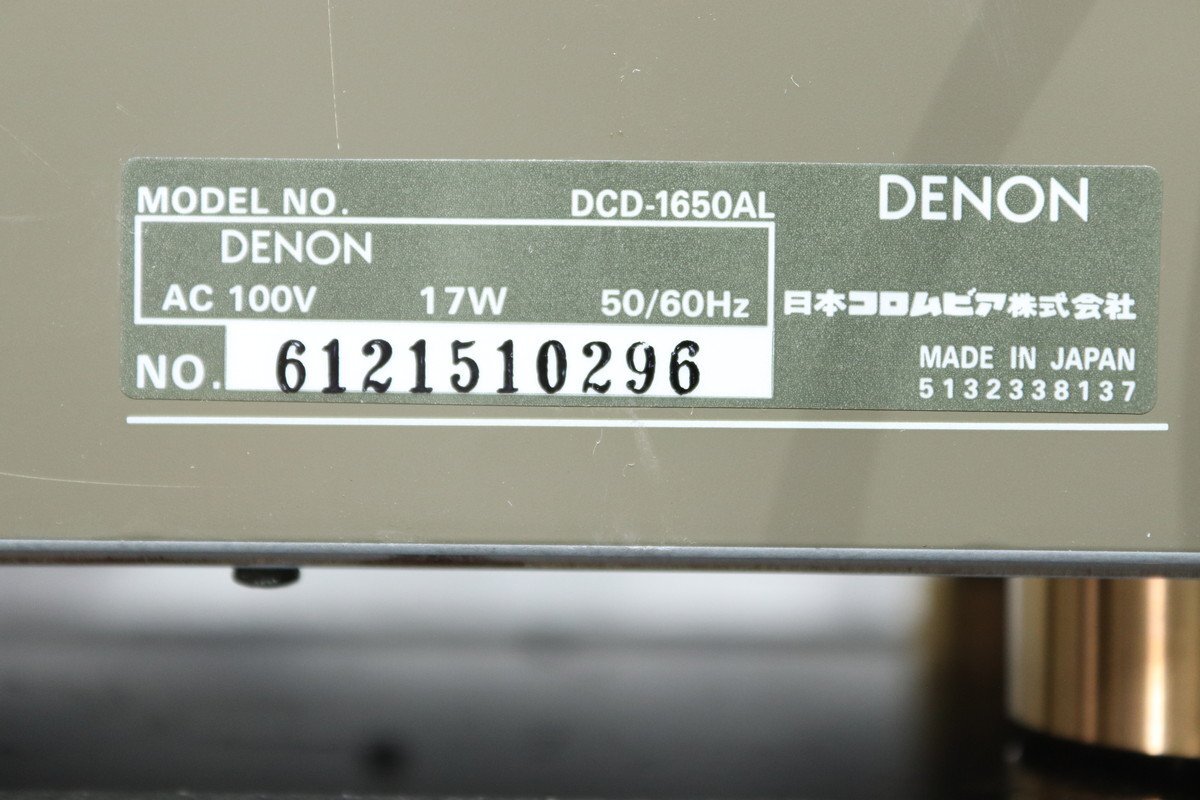 MODEL NO. DCD-1650AL
DENON
AC 100V 17W 50/60Hz
NO. 6121510296
DENON
日本コロムビア株式会社
MADE IN JAPAN
5132338137